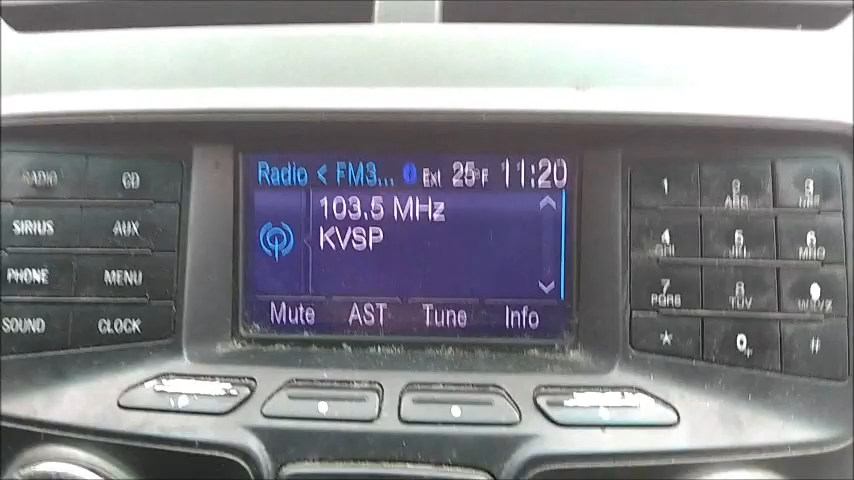 Radio < FM3... Ext 25°F 11:20
103.5 MHz
KVSP
Mute AST Tune Info
RADIO CD
SIRIUS AUX
PHONE MENU
SOUND CLOCK
1 2 3
ABC DEF
4 5 6
GHI JKL MNO
7 8 9
PQRS TUV WXYZ
* 0 #